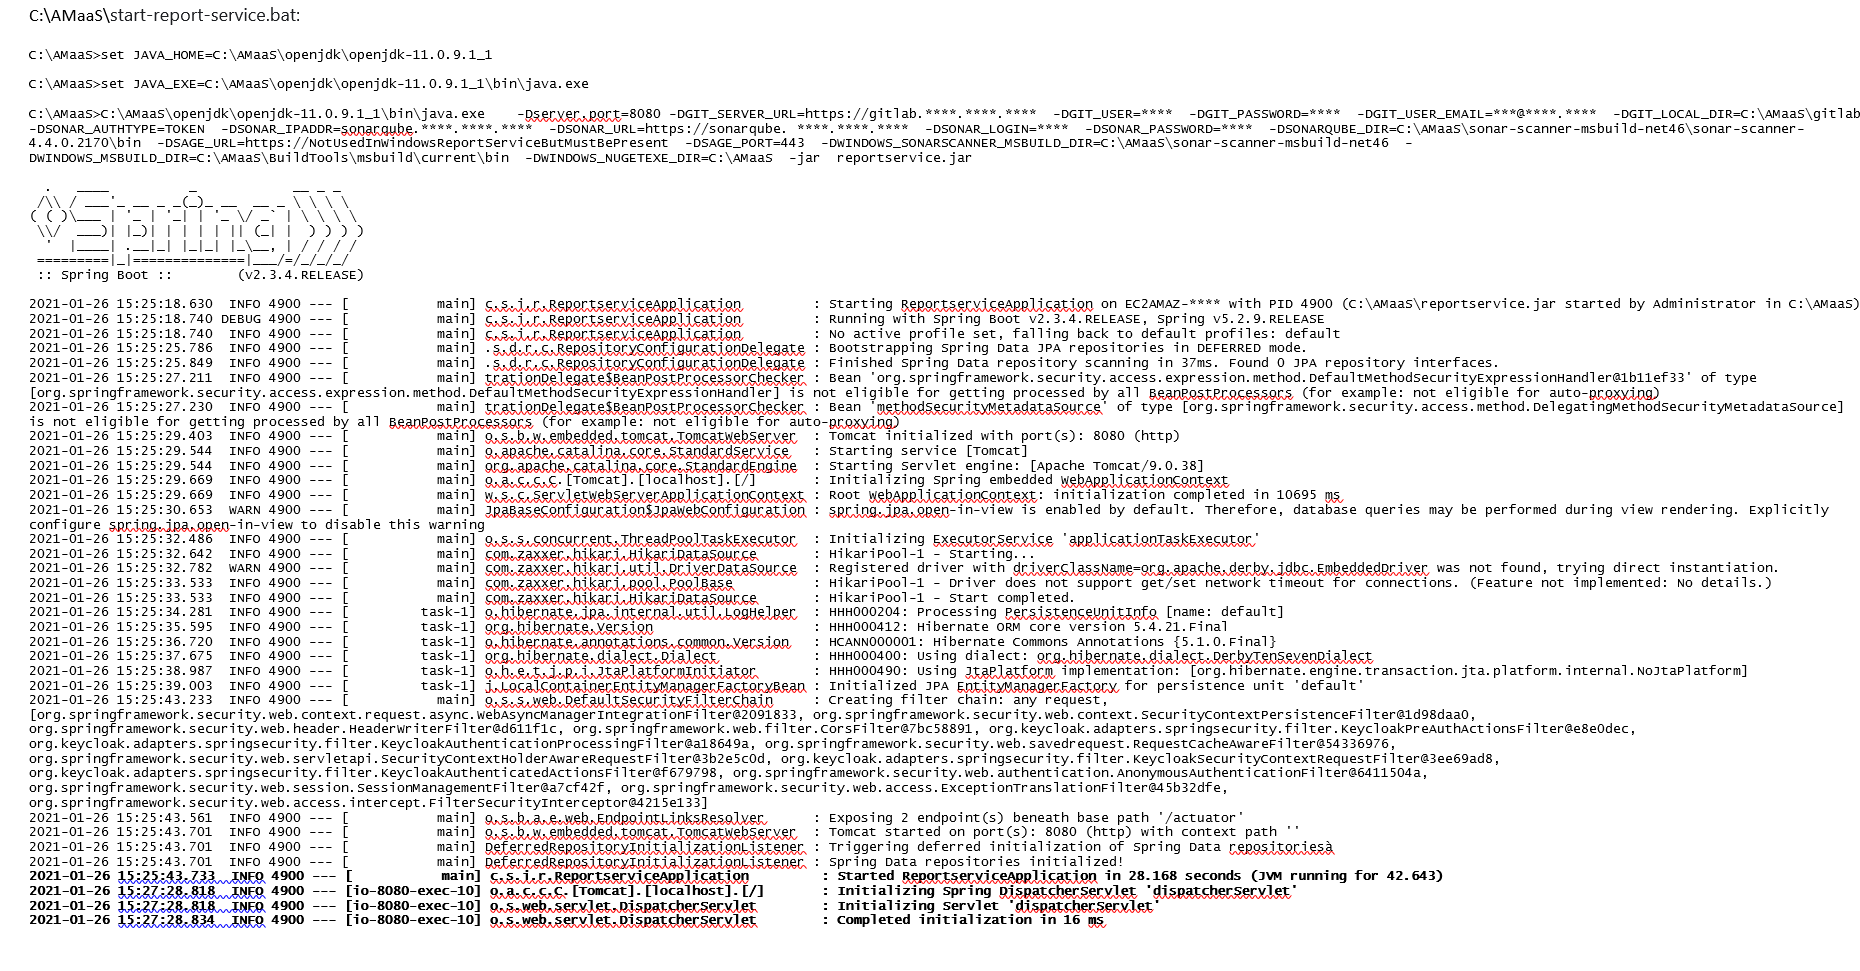 C:\AMaaS\start-report-service.bat:
C:\AMaaS>set JAVA_HOME=C:\AMaaS\openjdk\openjdk-11.0.9.1_1
C:\AMaaS>set JAVA_EXE=C:\AMaaS\openjdk\openjdk-11.0.9.1_1\bin\java.exe
C:\AMaaS>C:\AMaaS\openjdk\openjdk-11.0.9.1_1\bin\java.exe    -Dserver.port=8080 -DGIT_SERVER_URL=https://gitlab.****.****.****  -DGIT_USER=****  -DGIT_PASSWORD=****  -DGIT_USER_EMAIL=***@****.****  -DGIT_LOCAL_DIR=C:\AMaaS\gitlab
-DSONAR_AUTHTYPE=TOKEN  -DSONAR_IPADDR=sonarqube.****.****.****  -DSONAR_URL=https://sonarqube. ****.****.****  -DSONAR_LOGIN=****  -DSONAR_PASSWORD=****  -DSONARQUBE_DIR=C:\AMaaS\sonar-scanner-msbuild-net46\sonar-scanner-
4.4.0.2170\bin  -DSAGE_URL=https://NotUsedInWindowsReportServiceButMustBePresent  -DSAGE_PORT=443  -DWINDOWS_SONARSCANNER_MSBUILD_DIR=C:\AMaaS\sonar-scanner-msbuild-net46  -
DWINDOWS_MSBUILD_DIR=C:\AMaaS\BuildTools\msbuild\current\bin  -DWINDOWS_NUGETEXE_DIR=C:\AMaaS  -jar  reportservice.jar
  .   ____          _            __ _ _
 /\\ / ___'_ __ _ _(_)_ __  __ _ \ \ \ \
( ( )\___ | '_ | '_| | '_ \/ _` | \ \ \ \
 \\/  ___)| |_)| | | | | || (_| |  ) ) ) )
  '  |____| .__|_| |_|_| |_\__, | / / / /
 =========|_|==============|___/=/_/_/_/
 :: Spring Boot ::        (v2.3.4.RELEASE)
2021-01-26 15:25:18.630  INFO 4900 --- [           main] c.s.i.r.ReportserviceApplication         : Starting ReportserviceApplication on EC2AMAZ-**** with PID 4900 (C:\AMaaS\reportservice.jar started by Administrator in C:\AMaaS)
2021-01-26 15:25:18.740 DEBUG 4900 --- [           main] c.s.i.r.ReportserviceApplication         : Running with Spring Boot v2.3.4.RELEASE, Spring v5.2.9.RELEASE
2021-01-26 15:25:18.740  INFO 4900 --- [           main] c.s.i.r.ReportserviceApplication         : No active profile set, falling back to default profiles: default
2021-01-26 15:25:25.786  INFO 4900 --- [           main] .s.d.r.c.RepositoryConfigurationDelegate : Bootstrapping Spring Data JPA repositories in DEFERRED mode.
2021-01-26 15:25:25.849  INFO 4900 --- [           main] .s.d.r.c.RepositoryConfigurationDelegate : Finished Spring Data repository scanning in 37ms. Found 0 JPA repository interfaces.
2021-01-26 15:25:27.211  INFO 4900 --- [           main] trationDelegate$BeanPostProcessorChecker : Bean 'org.springframework.security.access.expression.method.DefaultMethodSecurityExpressionHandler@1b11ef33' of type
[org.springframework.security.access.expression.method.DefaultMethodSecurityExpressionHandler] is not eligible for getting processed by all BeanPostProcessors (for example: not eligible for auto-proxying)
2021-01-26 15:25:27.230  INFO 4900 --- [           main] trationDelegate$BeanPostProcessorChecker : Bean 'methodSecurityMetadataSource' of type [org.springframework.security.access.method.DelegatingMethodSecurityMetadataSource]
is not eligible for getting processed by all BeanPostProcessors (for example: not eligible for auto-proxying)
2021-01-26 15:25:29.403  INFO 4900 --- [           main] o.s.b.w.embedded.tomcat.TomcatWebServer  : Tomcat initialized with port(s): 8080 (http)
2021-01-26 15:25:29.544  INFO 4900 --- [           main] o.apache.catalina.core.StandardService   : Starting service [Tomcat]
2021-01-26 15:25:29.544  INFO 4900 --- [           main] org.apache.catalina.core.StandardEngine  : Starting Servlet engine: [Apache Tomcat/9.0.38]
2021-01-26 15:25:29.669  INFO 4900 --- [           main] o.a.c.c.C.[Tomcat].[localhost].[/]       : Initializing Spring embedded WebApplicationContext
2021-01-26 15:25:29.669  INFO 4900 --- [           main] w.s.c.ServletWebServerApplicationContext : Root WebApplicationContext: initialization completed in 10695 ms
2021-01-26 15:25:30.653  WARN 4900 --- [           main] JpaBaseConfiguration$JpaWebConfiguration : spring.jpa.open-in-view is enabled by default. Therefore, database queries may be performed during view rendering. Explicitly
configure spring.jpa.open-in-view to disable this warning
2021-01-26 15:25:32.486  INFO 4900 --- [           main] o.s.s.concurrent.ThreadPoolTaskExecutor  : Initializing ExecutorService 'applicationTaskExecutor'
2021-01-26 15:25:32.642  INFO 4900 --- [           main] com.zaxxer.hikari.HikariDataSource       : HikariPool-1 - Starting...
2021-01-26 15:25:32.782  WARN 4900 --- [           main] com.zaxxer.hikari.util.DriverDataSource  : Registered driver with driverClassName=org.apache.derby.jdbc.EmbeddedDriver was not found, trying direct instantiation.
2021-01-26 15:25:33.533  INFO 4900 --- [           main] com.zaxxer.hikari.pool.PoolBase          : HikariPool-1 - Driver does not support get/set network timeout for connections. (Feature not implemented: No details.)
2021-01-26 15:25:33.533  INFO 4900 --- [           main] com.zaxxer.hikari.HikariDataSource       : HikariPool-1 - Start completed.
2021-01-26 15:25:34.281  INFO 4900 --- [         task-1] o.hibernate.jpa.internal.util.LogHelper  : HHH000204: Processing PersistenceUnitInfo [name: default]
2021-01-26 15:25:35.595  INFO 4900 --- [         task-1] org.hibernate.Version                    : HHH000412: Hibernate ORM core version 5.4.21.Final
2021-01-26 15:25:36.720  INFO 4900 --- [         task-1] o.hibernate.annotations.common.Version   : HCANN000001: Hibernate Commons Annotations {5.1.0.Final}
2021-01-26 15:25:37.675  INFO 4900 --- [         task-1] org.hibernate.dialect.Dialect            : HHH000400: Using dialect: org.hibernate.dialect.DerbyTenSevenDialect
2021-01-26 15:25:38.987  INFO 4900 --- [         task-1] o.h.e.t.j.p.i.JtaPlatformInitiator       : HHH000490: Using JtaPlatform implementation: [org.hibernate.engine.transaction.jta.platform.internal.NoJtaPlatform]
2021-01-26 15:25:39.003  INFO 4900 --- [         task-1] j.LocalContainerEntityManagerFactoryBean : Initialized JPA EntityManagerFactory for persistence unit 'default'
2021-01-26 15:25:43.233  INFO 4900 --- [           main] o.s.s.web.DefaultSecurityFilterChain     : Creating filter chain: any request,
[org.springframework.security.web.context.request.async.WebAsyncManagerIntegrationFilter@2091833, org.springframework.security.web.context.SecurityContextPersistenceFilter@1d98daa0,
org.springframework.security.web.header.HeaderWriterFilter@d611f1c, org.springframework.web.filter.CorsFilter@7bc58891, org.keycloak.adapters.springsecurity.filter.KeycloakPreAuthActionsFilter@e8e0dec,
org.keycloak.adapters.springsecurity.filter.KeycloakAuthenticationProcessingFilter@a18649a, org.springframework.security.web.savedrequest.RequestCacheAwareFilter@54336976,
org.springframework.security.web.servletapi.SecurityContextHolderAwareRequestFilter@3b2e5c0d, org.keycloak.adapters.springsecurity.filter.KeycloakSecurityContextRequestFilter@3ee69ad8,
org.keycloak.adapters.springsecurity.filter.KeycloakAuthenticatedActionsFilter@f679798, org.springframework.security.web.authentication.AnonymousAuthenticationFilter@6411504a,
org.springframework.security.web.session.SessionManagementFilter@a7cf42f, org.springframework.security.web.access.ExceptionTranslationFilter@45b32dfe,
org.springframework.security.web.access.intercept.FilterSecurityInterceptor@4215e133]
2021-01-26 15:25:43.561  INFO 4900 --- [           main] o.s.b.a.e.web.EndpointLinksResolver      : Exposing 2 endpoint(s) beneath base path '/actuator'
2021-01-26 15:25:43.701  INFO 4900 --- [           main] o.s.b.w.embedded.tomcat.TomcatWebServer  : Tomcat started on port(s): 8080 (http) with context path ''
2021-01-26 15:25:43.701  INFO 4900 --- [           main] DeferredRepositoryInitializationListener : Triggering deferred initialization of Spring Data repositoriesà
2021-01-26 15:25:43.701  INFO 4900 --- [           main] DeferredRepositoryInitializationListener : Spring Data repositories initialized!
2021-01-26 15:25:43.733  INFO 4900 --- [           main] c.s.i.r.ReportserviceApplication         : Started ReportserviceApplication in 28.168 seconds (JVM running for 42.643)
2021-01-26 15:27:28.818  INFO 4900 --- [io-8080-exec-10] o.a.c.c.C.[Tomcat].[localhost].[/]       : Initializing Spring DispatcherServlet 'dispatcherServlet'
2021-01-26 15:27:28.818  INFO 4900 --- [io-8080-exec-10] o.s.web.servlet.DispatcherServlet        : Initializing Servlet 'dispatcherServlet'
2021-01-26 15:27:28.834  INFO 4900 --- [io-8080-exec-10] o.s.web.servlet.DispatcherServlet        : Completed initialization in 16 ms